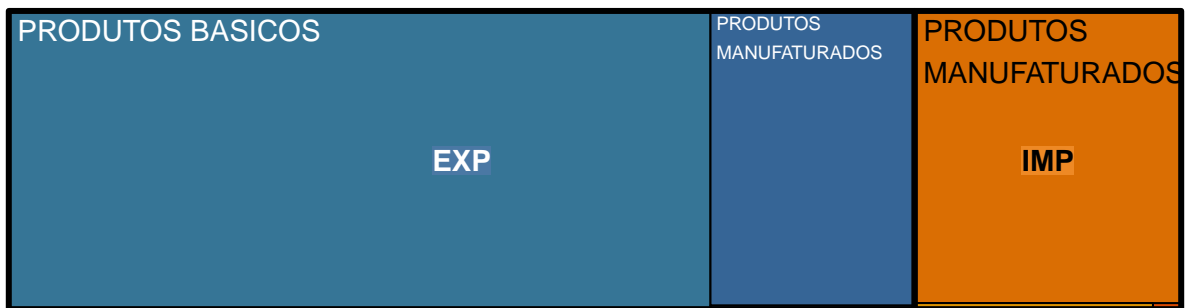 PRODUTOS BASICOS
PRODUTOS
MANUFATURADOS
PRODUTOS
MANUFATURADOS
EXP
IMP